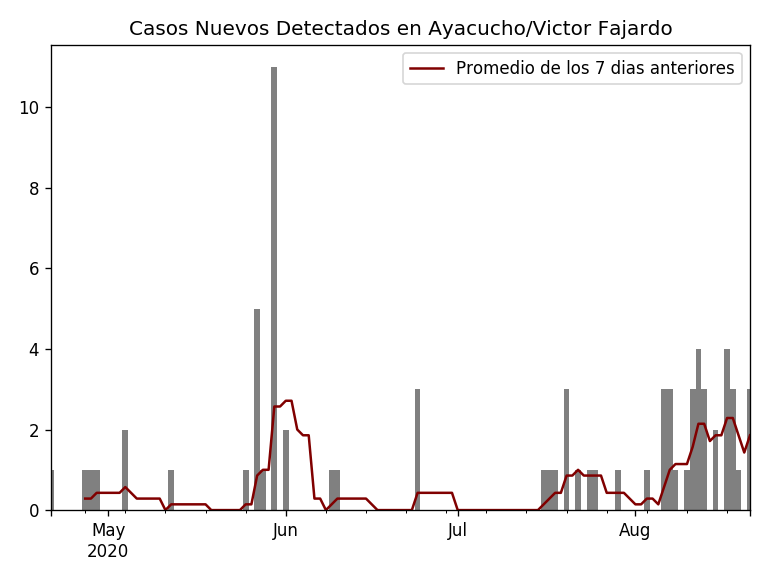 Casos Nuevos Detectados en Ayacucho/Victor Fajardo
Promedio de los 7 dias anteriores
10
8
6
4
2
0
May Jun Jul Aug
2020